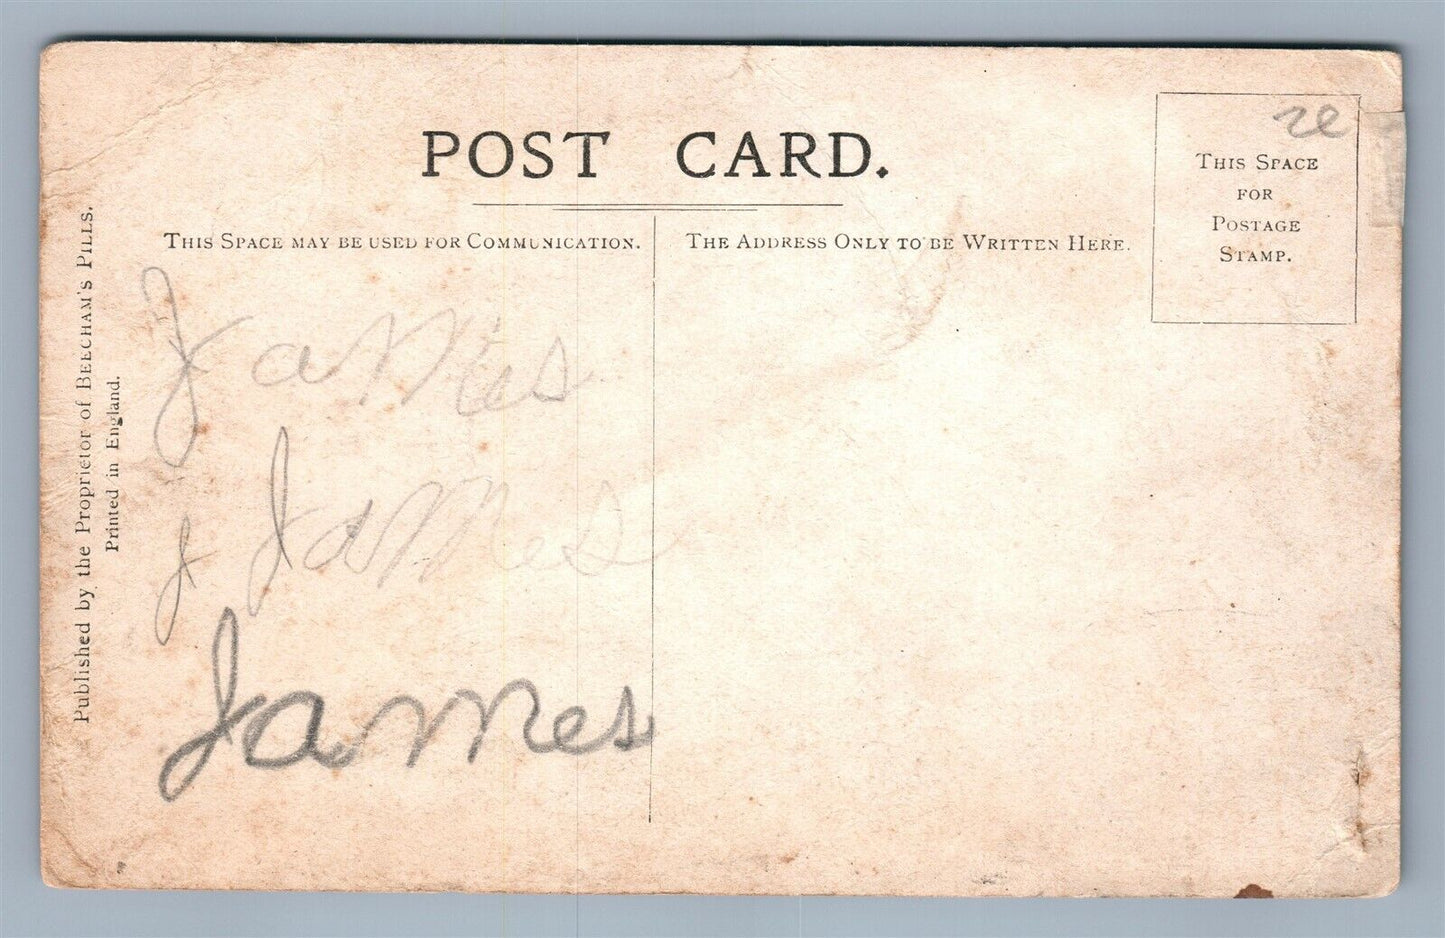 POST CARD.
THIS SPACE MAY BE USED FOR COMMUNICATION.
THE ADDRESS ONLY TO BE WRITTEN HERE.
THIS SPACE
FOR
POSTAGE
STAMP.
Published by the Proprietor of BEECHAM'S PILLS.
Printed in England.
James
J James
James